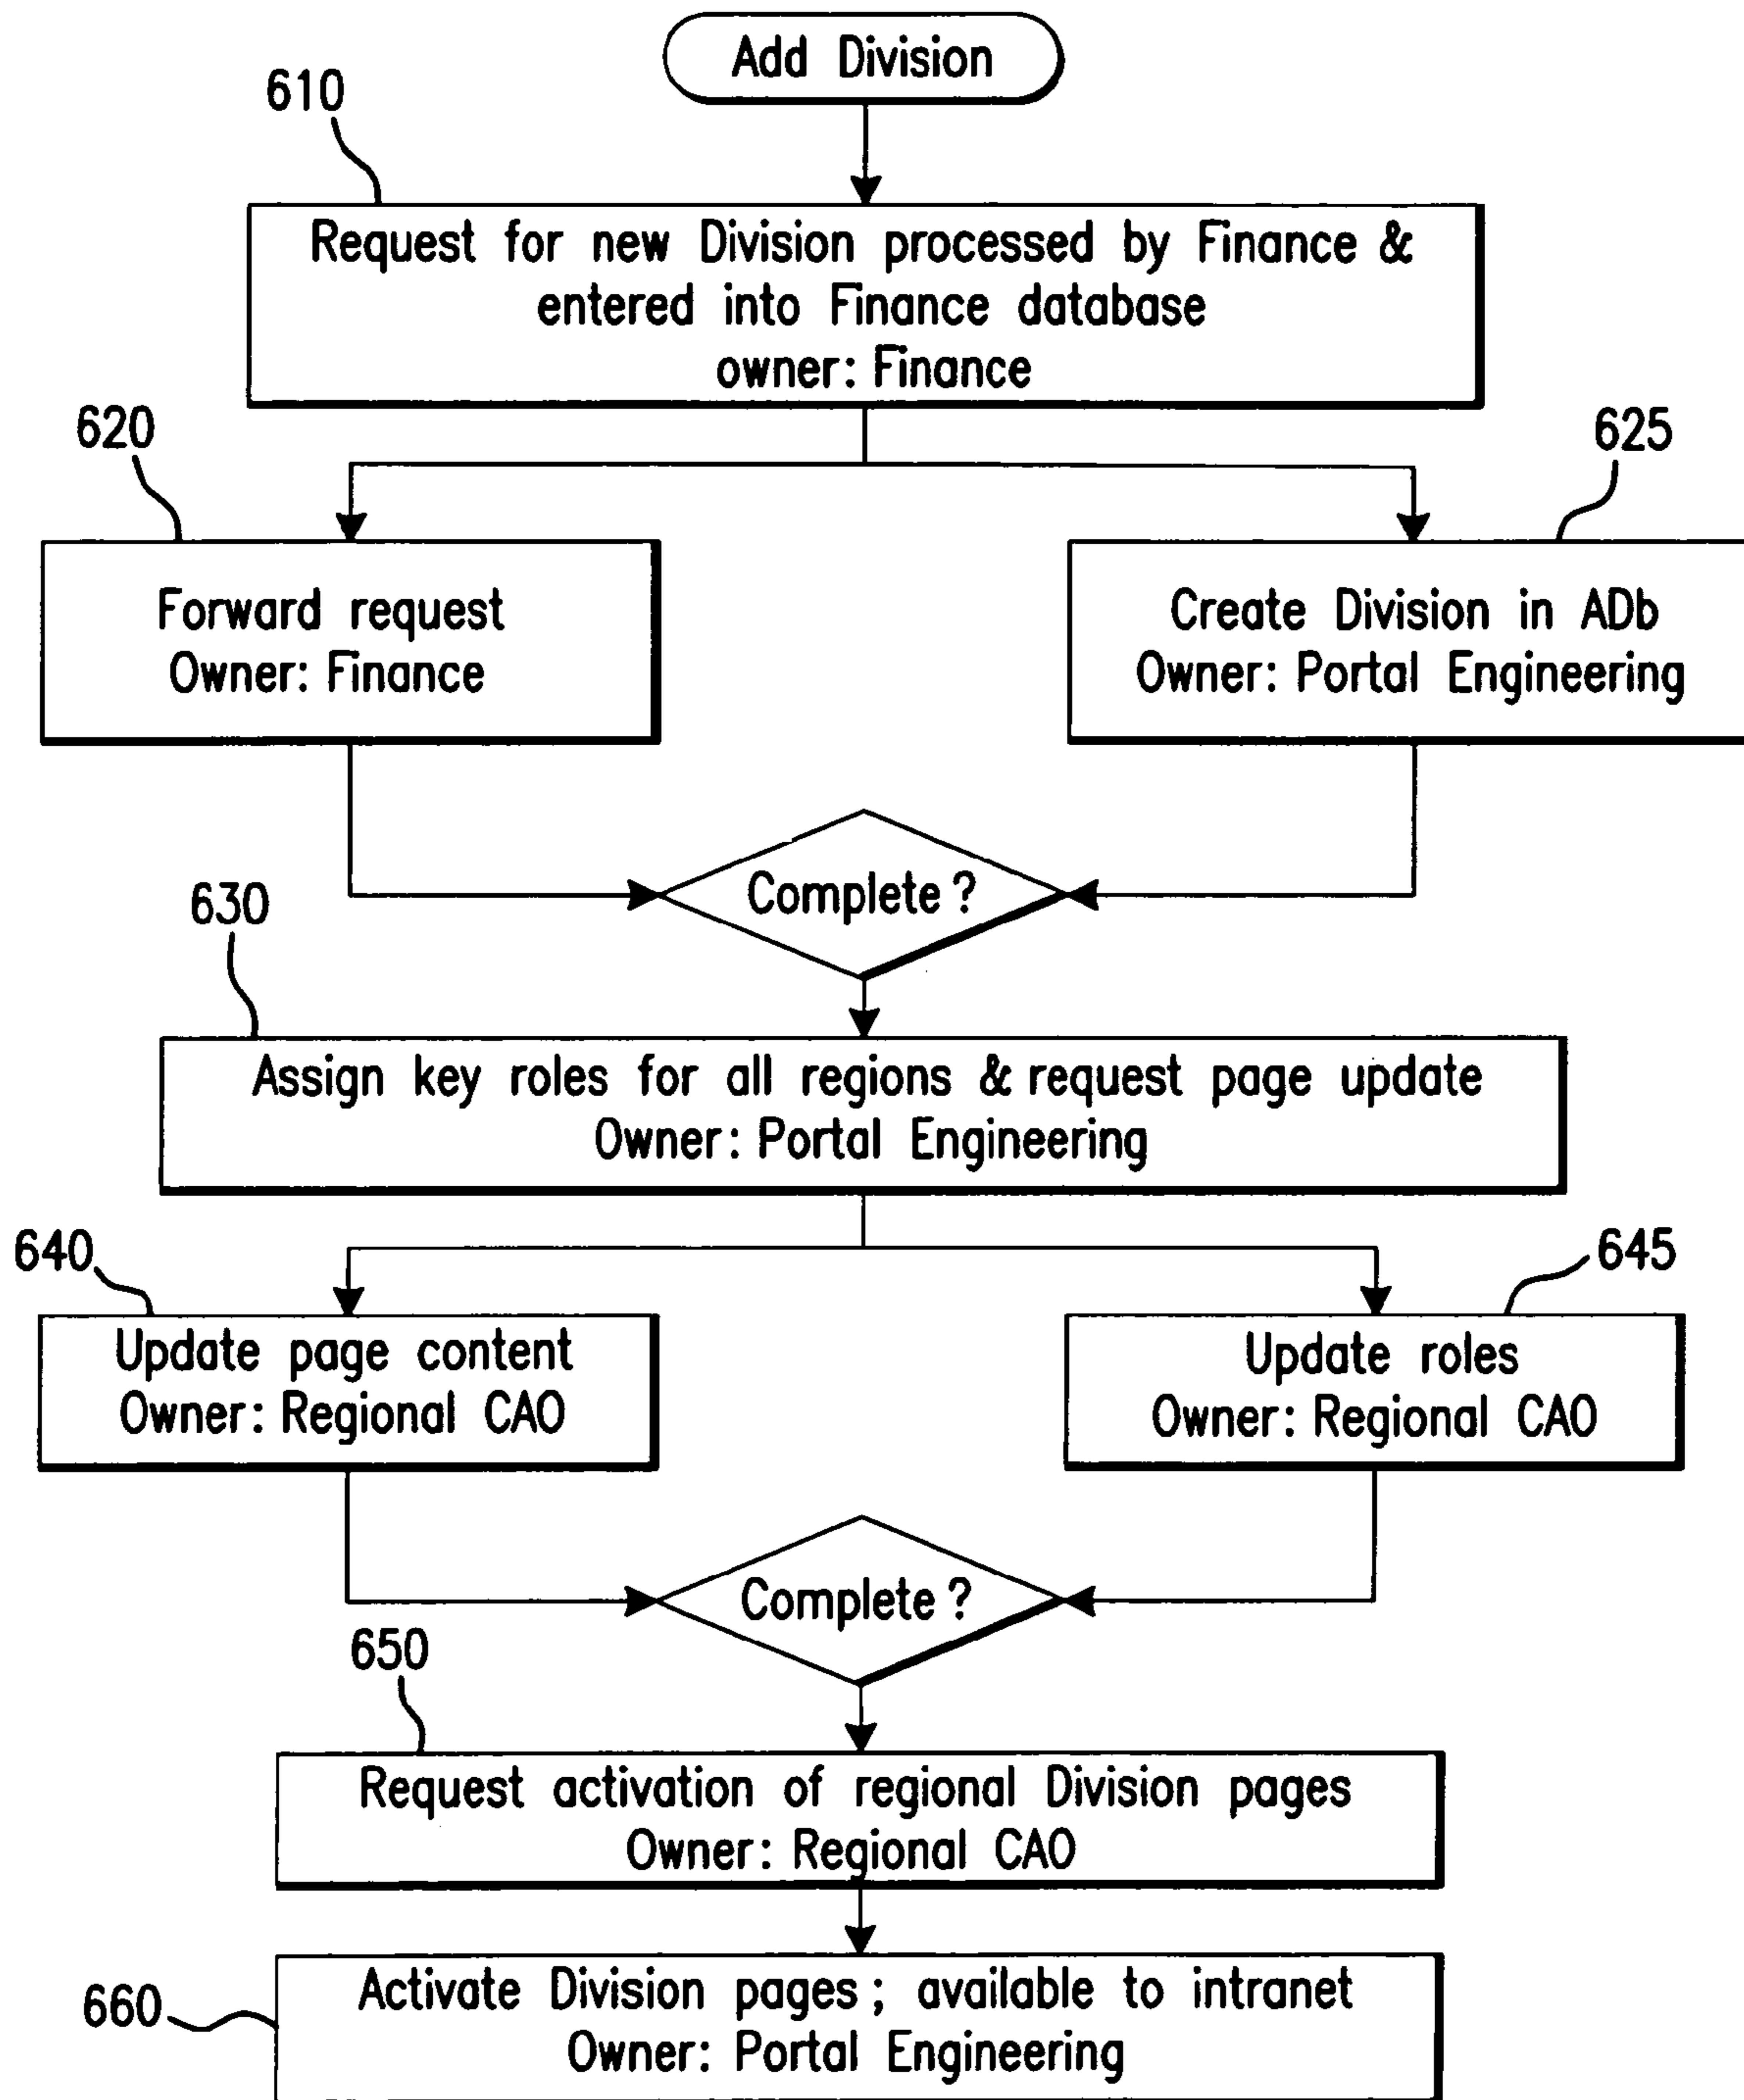 Add Division
610
Request for new Division processed by Finance &
entered into Finance database
owner: Finance
620
625
Forward request
Owner: Finance
Create Division in ADb
Owner: Portal Engineering
Complete?
630
Assign key roles for all regions & request page update
Owner: Portal Engineering
640
645
Update page content
Owner: Regional CAO
Update roles
Owner: Regional CAO
Complete?
650
Request activation of regional Division pages
Owner: Regional CAO
660
Activate Division pages; available to intranet
Owner: Portal Engineering